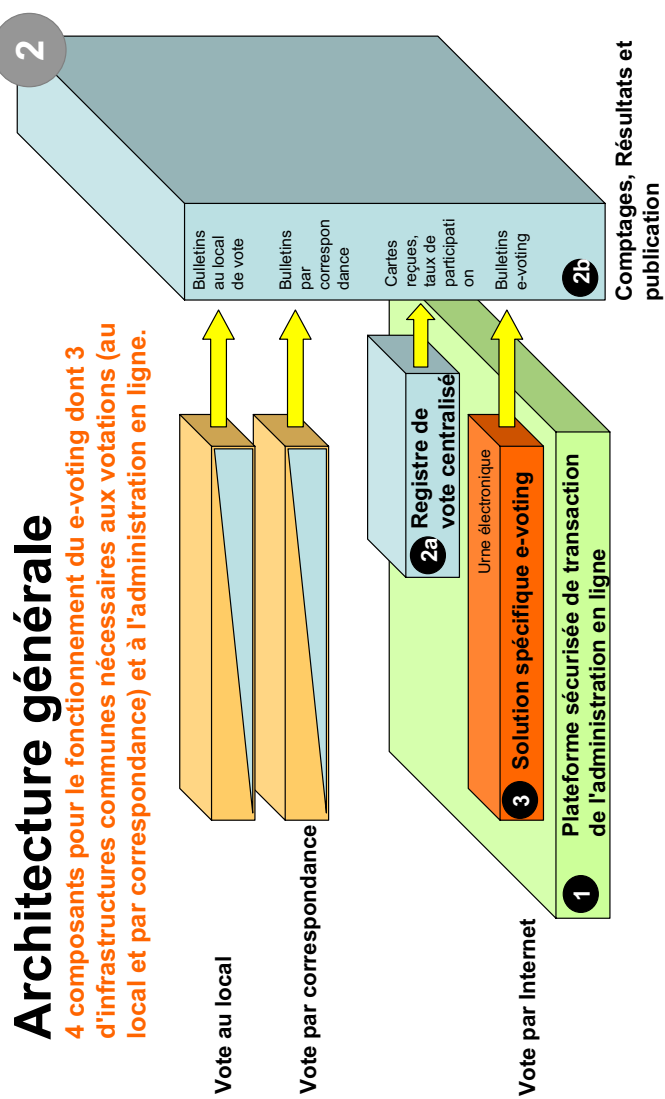 2
Architecture générale
4 composants pour le fonctionnement du e-voting dont 3
d'infrastructures communes nécessaires aux votations (au
local et par correspondance) et à l'administration en ligne.
Vote au local
Bulletins
au local
de vote
Vote par correspondance
Bulletins
par
correspon
dance
2a Registre de
vote centralisé
Cartes
reçues,
taux de
participati
on
Vote par Internet
Urne électronique
3 Solution spécifique e-voting
Bulletins
e-voting
1 Plateforme sécurisée de transaction
de l'administration en ligne
2b
Comptages, Résultats et
publication